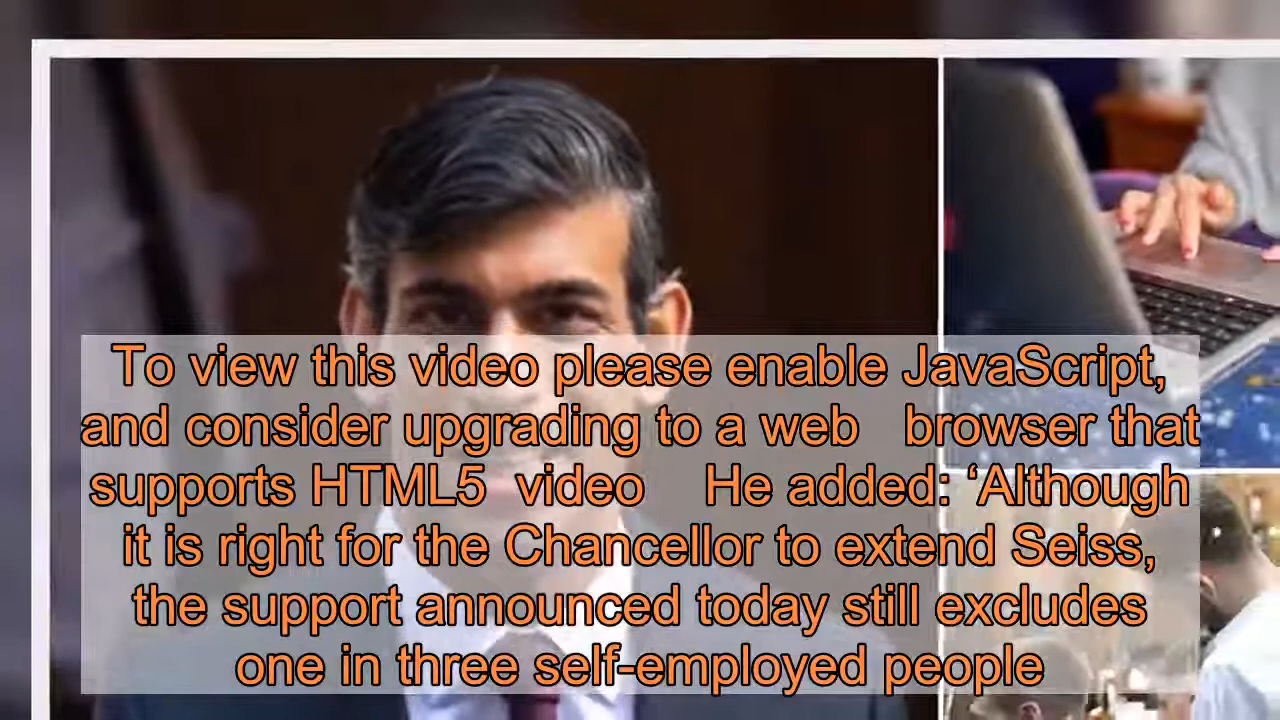 To view this video please enable JavaScript,
and consider upgrading to a web browser that
supports HTML5 video He added: ‘Although
it is right for the Chancellor to extend Seiss,
the support announced today still excludes
one in three self-employed people